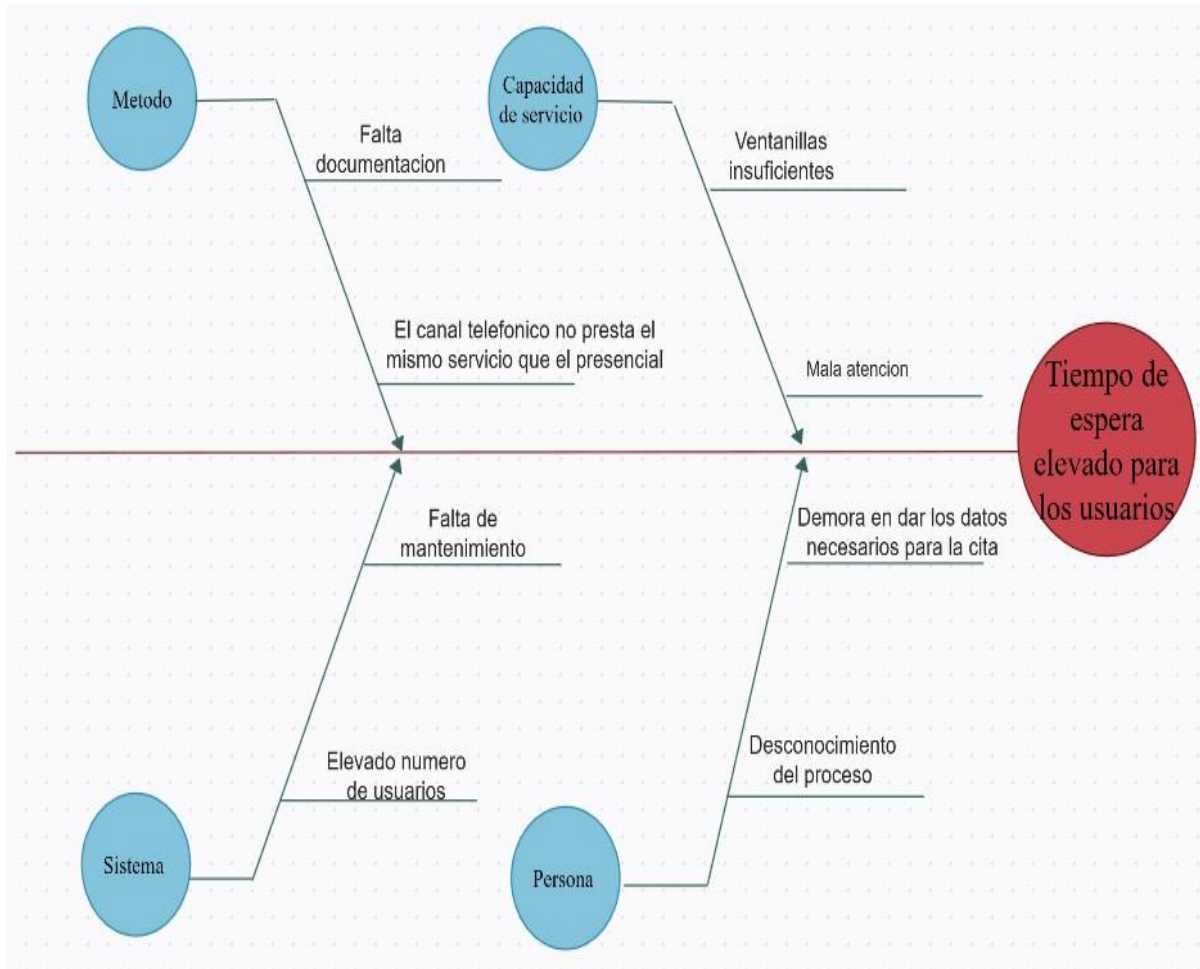 Metodo
Falta
documentacion
El canal telefonico no presta el
mismo servicio que el presencial
Capacidad
de servicio
Ventanillas
insuficientes
Mala atencion
Tiempo de
espera
elevado para
los usuarios
Falta de
mantenimiento
Elevado numero
de usuarios
Sistema
Demora en dar los datos
necesarios para la cita
Desconocimiento
del proceso
Persona